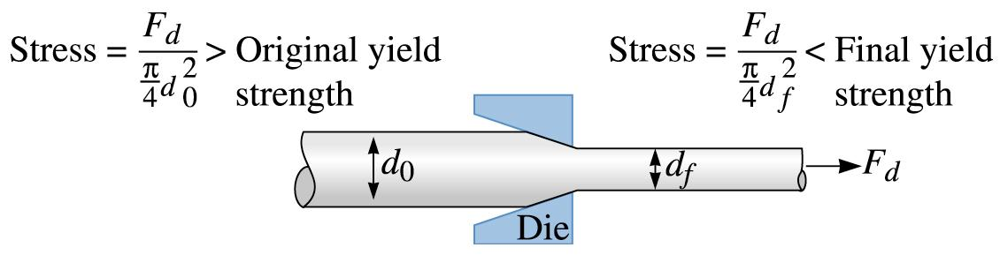 Stress = F_d / (π/4 d_0^2) > Original yield
strength
Stress = F_d / (π/4 d_f^2) < Final yield
strength
d_0
d_f
F_d
Die